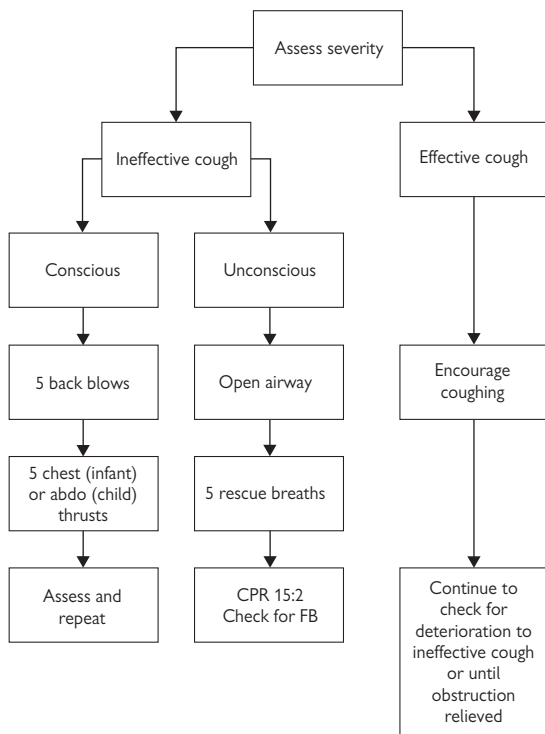 Assess severity
Ineffective cough
Effective cough
Conscious
Unconscious
5 back blows
Open airway
Encourage
coughing
5 chest (infant)
or abdo (child)
thrusts
5 rescue breaths
Assess and
repeat
CPR 15:2
Check for FB
Continue to
check for
deterioration to
ineffective cough
or until
obstruction
relieved